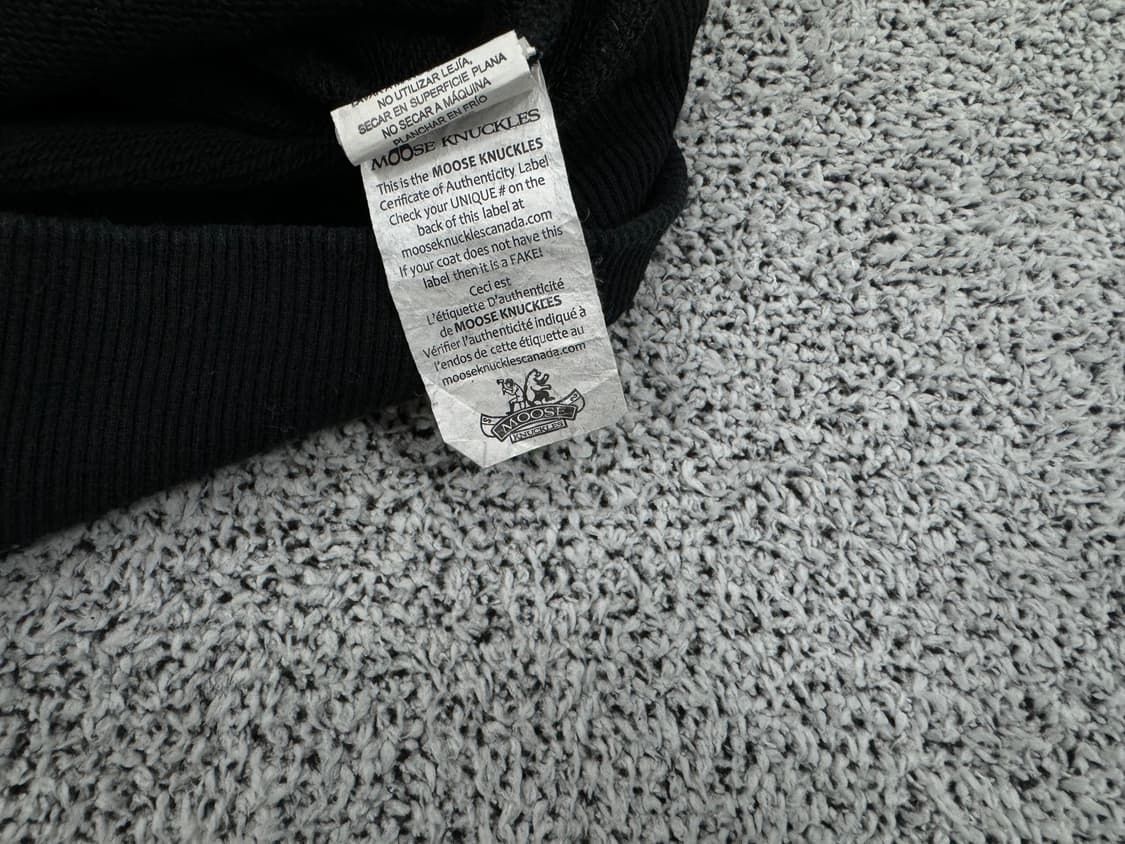 NO UTILIZAR LEJÍA,
SECAR EN SUPERFICIE PLANA
NO SECAR A MÁQUINA
PLANCHAR EN FRÍO
MOOSE KNUCKLES
This is the MOOSE KNUCKLES
Cerificate of Authenticity Label
Check your UNIQUE # on the
back of this label at
mooseknucklescanada.com
If your coat does not have this
label then it is a FAKE!
Ceci est
L'étiquette D'authenticité
de MOOSE KNUCKLES
Vérifier l'authenticité indiqué à
l'endos de cette étiquette au
mooseknucklescanada.com
MOOSE
KNUCKLES